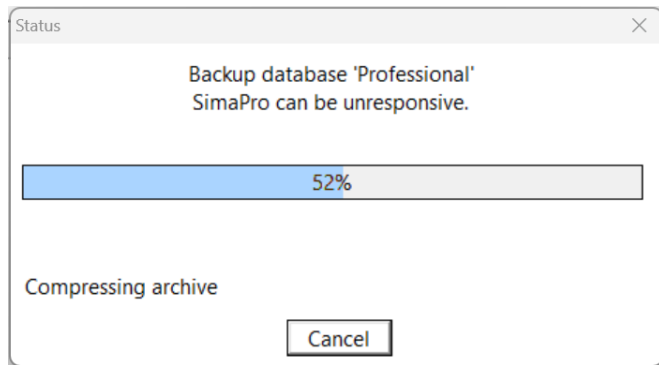 Status
Backup database 'Professional'
SimaPro can be unresponsive.
52%
Compressing archive
Cancel